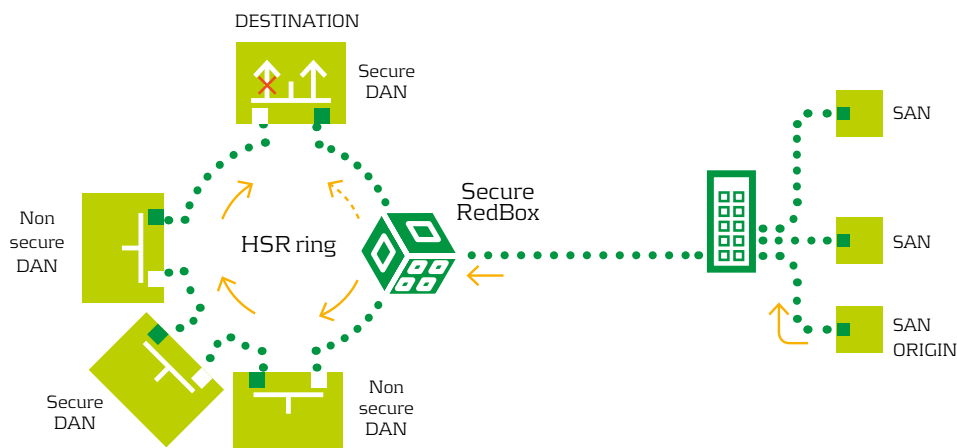 DESTINATION
Secure
DAN
SAN
Secure
RedBox
Non
secure
DAN
HSR ring
SAN
SAN
ORIGIN
Secure
DAN
Non
secure
DAN